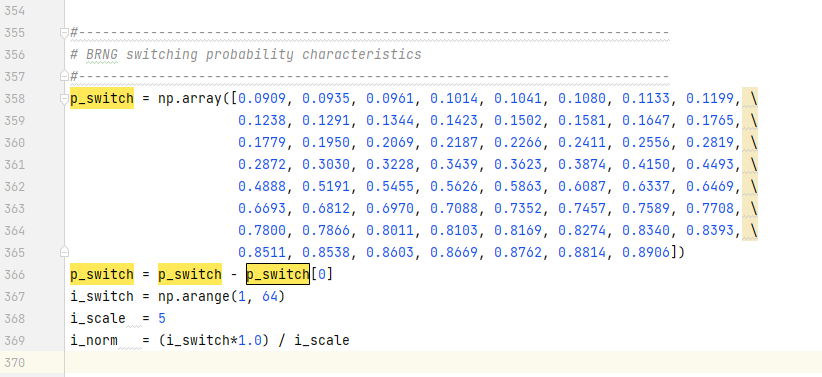 354
355 #--------------------------------------------------------------------------
356 # BRNG switching probability characteristics
357 #--------------------------------------------------------------------------
358 p_switch = np.array([0.0909, 0.0935, 0.0961, 0.1014, 0.1041, 0.1080, 0.1133, 0.1199, \
359                      0.1238, 0.1291, 0.1344, 0.1423, 0.1502, 0.1581, 0.1647, 0.1765, \
360                      0.1779, 0.1950, 0.2069, 0.2187, 0.2266, 0.2411, 0.2556, 0.2819, \
361                      0.2872, 0.3030, 0.3228, 0.3439, 0.3623, 0.3874, 0.4150, 0.4493, \
362                      0.4888, 0.5191, 0.5455, 0.5626, 0.5863, 0.6087, 0.6337, 0.6469, \
363                      0.6693, 0.6812, 0.6970, 0.7088, 0.7352, 0.7457, 0.7589, 0.7708, \
364                      0.7800, 0.7866, 0.8011, 0.8103, 0.8169, 0.8274, 0.8340, 0.8393, \
365                      0.8511, 0.8538, 0.8603, 0.8669, 0.8762, 0.8814, 0.8906])
366 p_switch = p_switch - p_switch[0]
367 i_switch = np.arange(1, 64)
368 i_scale  = 5
369 i_norm   = (i_switch*1.0) / i_scale
370